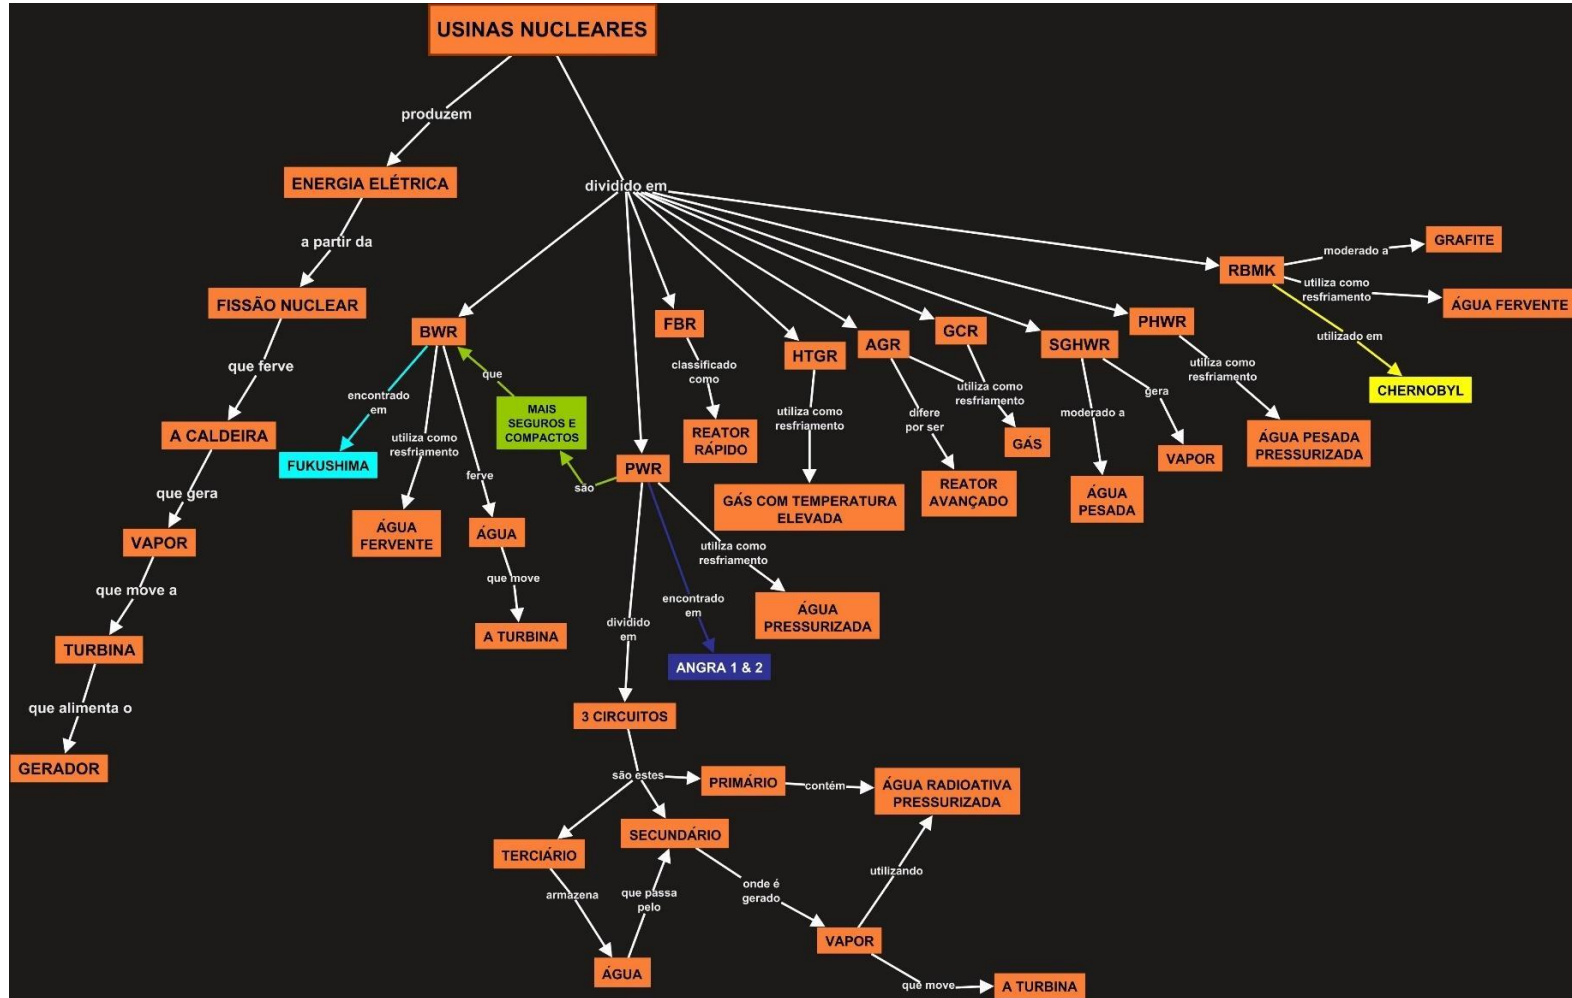 USINAS NUCLEARES
produzem
ENERGIA ELÉTRICA
a partir da
FISSÃO NUCLEAR
que ferve
A CALDEIRA
que gera
VAPOR
que move a
TURBINA
que alimenta o
GERADOR
dividido em
BWR
encontrado
em
FUKUSHIMA
utiliza como
resfriamento
ÁGUA
FERVENTE
ferve
ÁGUA
que move
A TURBINA
que
MAIS
SEGUROS E
COMPACTOS
são
PWR
dividido
em
3 CIRCUITOS
são estes
PRIMÁRIO
contém
ÁGUA RADIOATIVA
PRESSURIZADA
SECUNDÁRIO
onde é
gerado
VAPOR
utilizando
que move
A TURBINA
TERCIÁRIO
armazena
ÁGUA
que passa
pelo
encontrado
em
ANGRA 1 & 2
utiliza como
resfriamento
ÁGUA
PRESSURIZADA
FBR
classificado
como
REATOR
RÁPIDO
HTGR
utiliza como
resfriamento
GÁS COM TEMPERATURA
ELEVADA
AGR
difere
por ser
REATOR
AVANÇADO
GCR
utiliza como
resfriamento
GÁS
SGHWR
moderado a
ÁGUA
PESADA
gera
VAPOR
PHWR
utiliza como
resfriamento
ÁGUA PESADA
PRESSURIZADA
RBMK
moderado a
GRAFITE
utiliza como
resfriamento
ÁGUA FERVENTE
utilizado em
CHERNOBYL